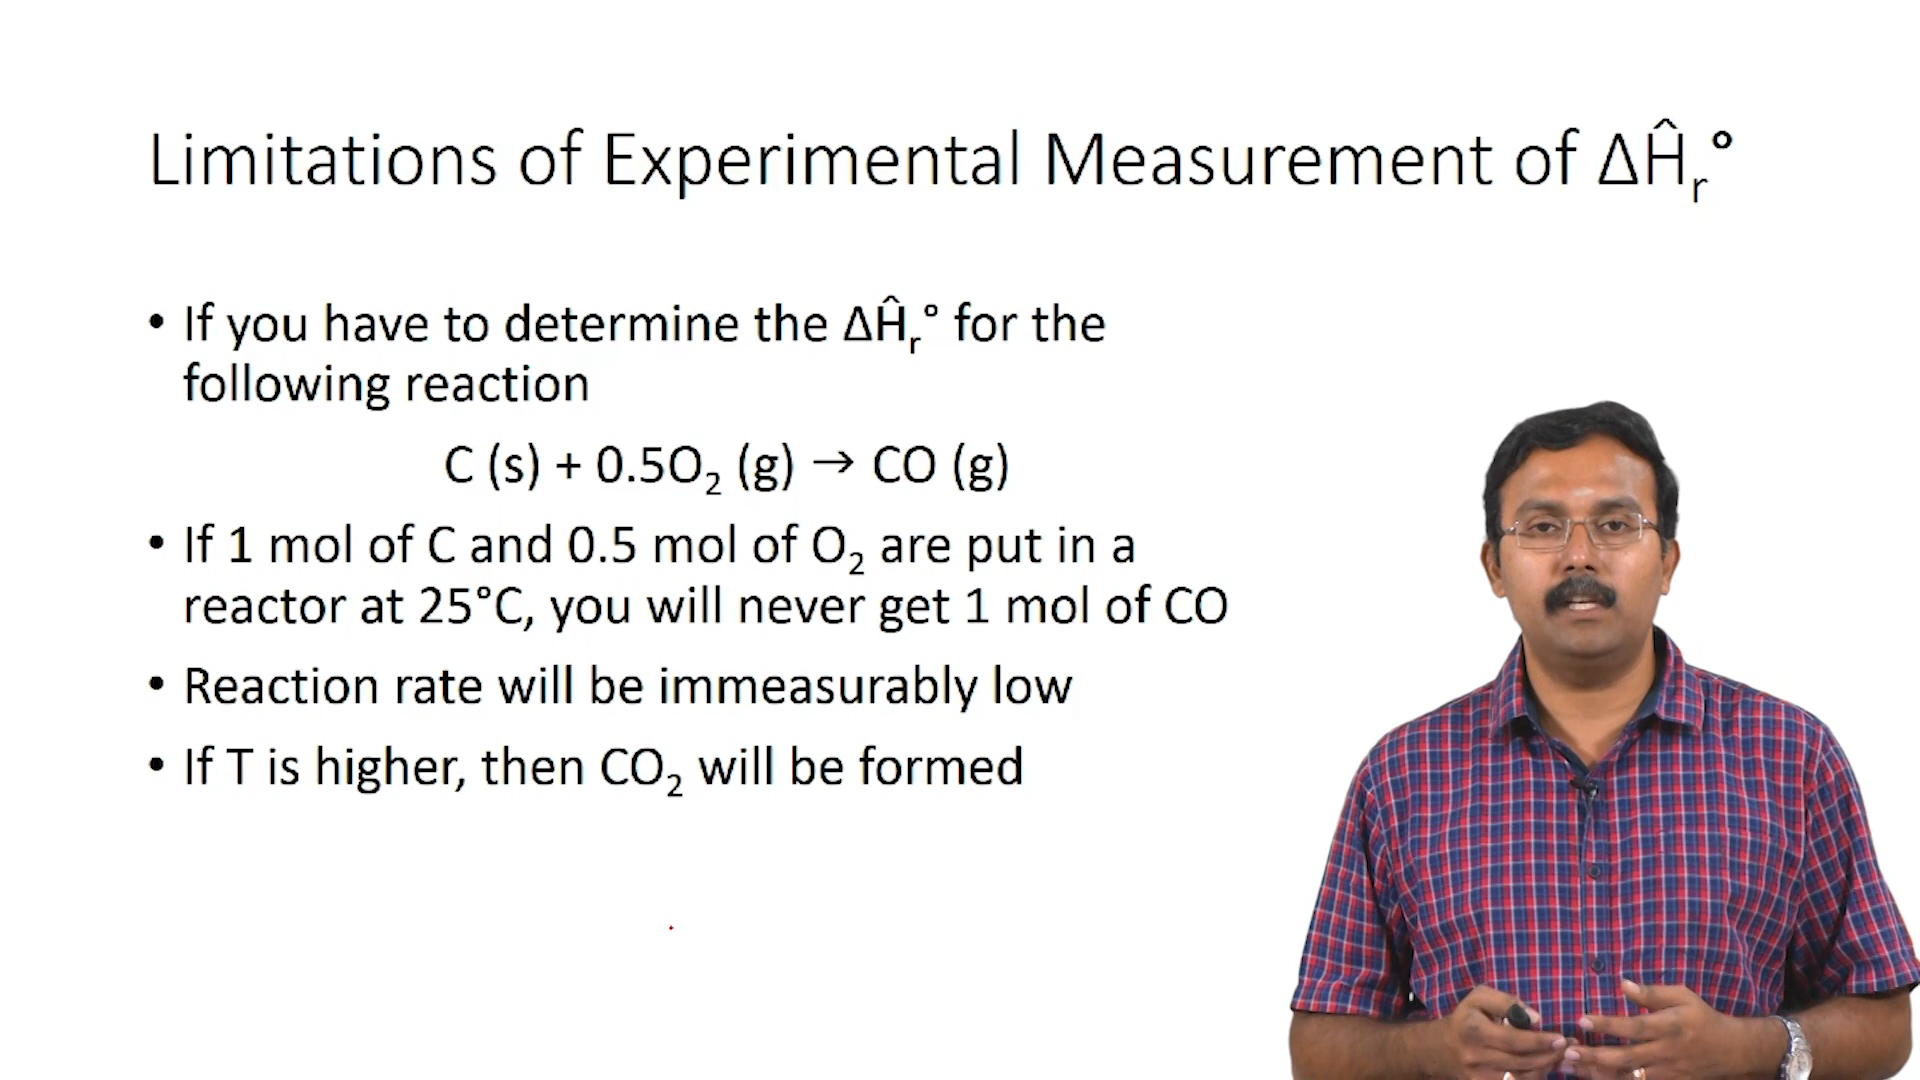 Limitations of Experimental Measurement of ΔĤᵣ°
• If you have to determine the ΔĤᵣ° for the
following reaction
C (s) + 0.5O₂ (g) → CO (g)
• If 1 mol of C and 0.5 mol of O₂ are put in a
reactor at 25°C, you will never get 1 mol of CO
• Reaction rate will be immeasurably low
• If T is higher, then CO₂ will be formed